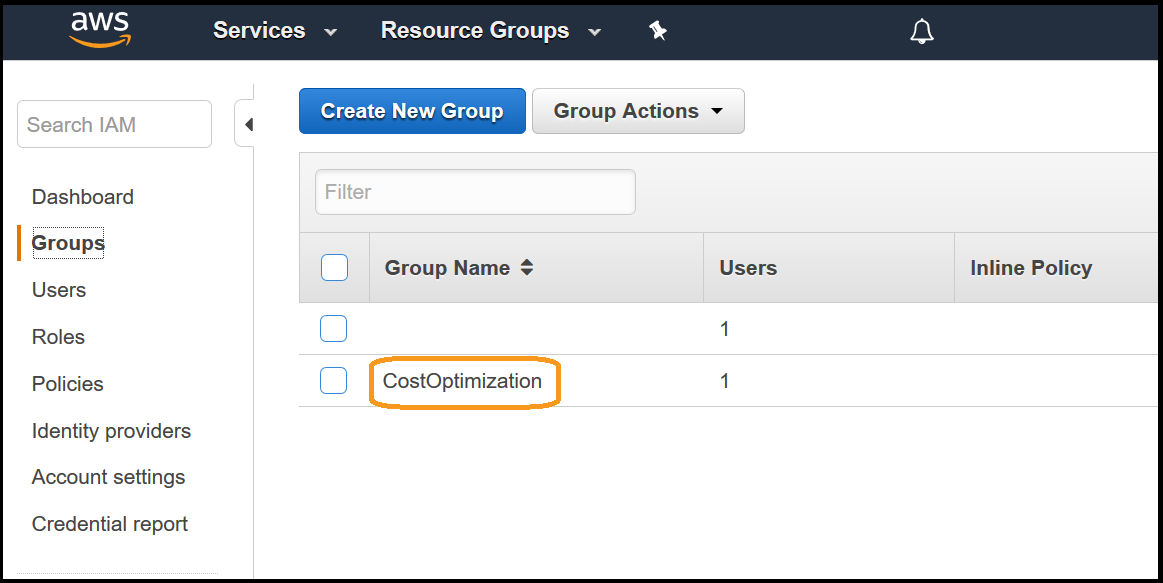 aws Services Resource Groups
Search IAM
Dashboard
Groups
Users
Roles
Policies
Identity providers
Account settings
Credential report
Create New Group Group Actions
Filter
Group Name Users Inline Policy
1
CostOptimization 1